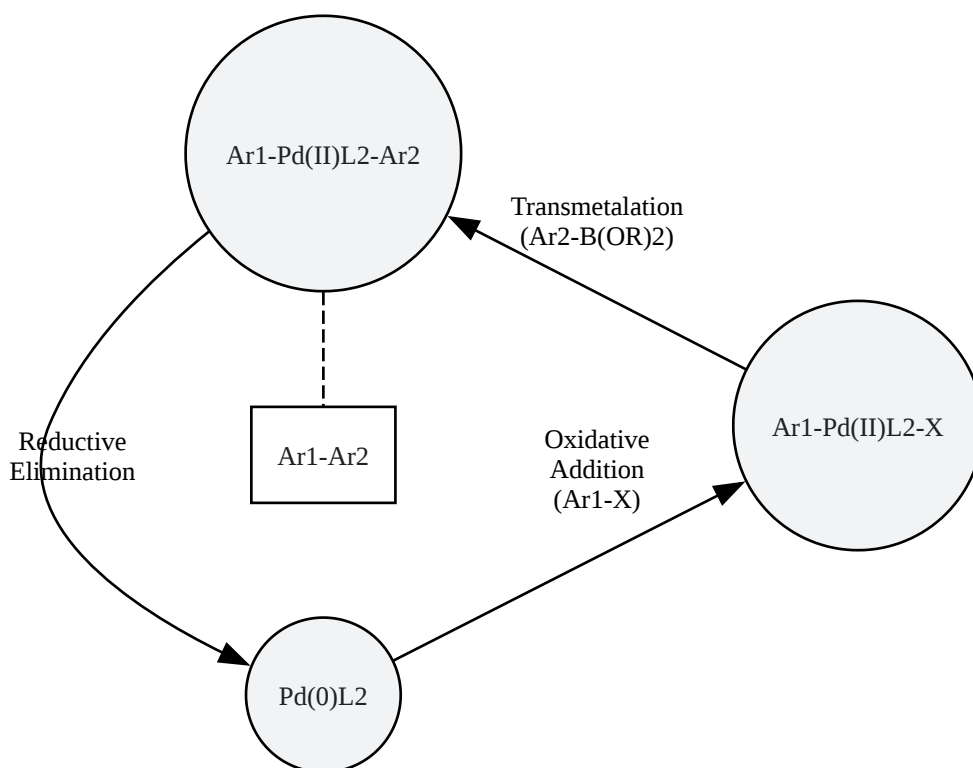 Ar1-Pd(II)L2-Ar2
Transmetalation
(Ar2-B(OR)2)
Ar1-Pd(II)L2-X
Reductive
Elimination
Ar1-Ar2
Oxidative
Addition
(Ar1-X)
Pd(0)L2